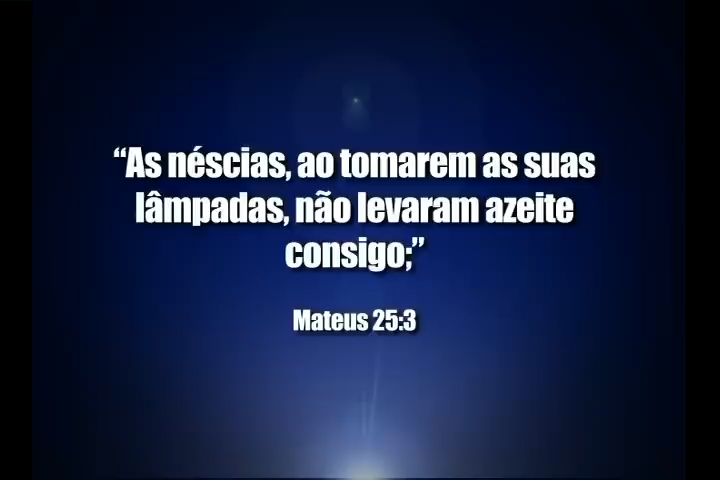 “As néscias, ao tomarem as suas
lâmpadas, não levaram azeite
consigo;”
Mateus 25:3